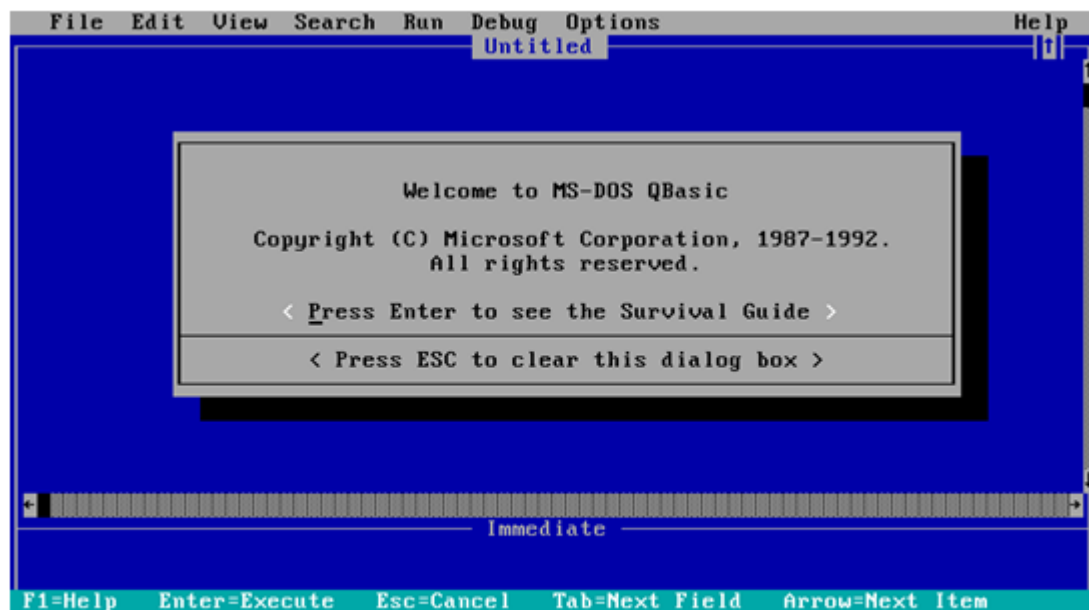 File Edit View Search Run Debug Options Help
Untitled
Welcome to MS-DOS QBasic
Copyright (C) Microsoft Corporation, 1987-1992.
All rights reserved.
< Press Enter to see the Survival Guide >
< Press ESC to clear this dialog box >
Immediate
F1=Help Enter=Execute Esc=Cancel Tab=Next Field Arrow=Next Item